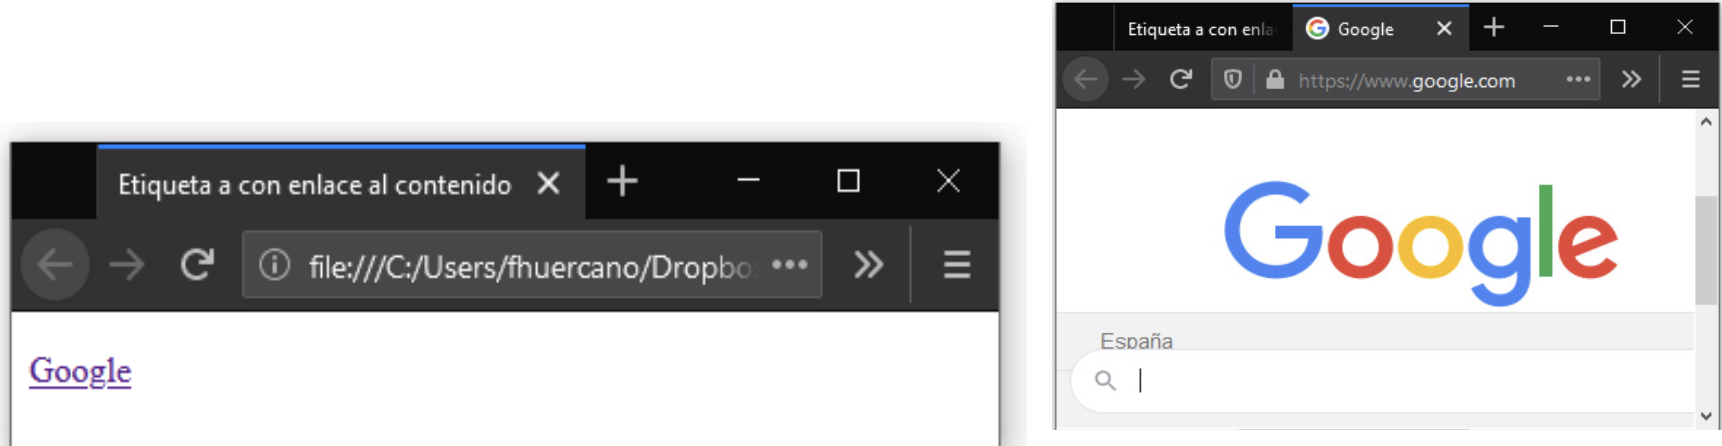 Etiqueta a con enlace al contenido
file:///C:/Users/fhuercano/Dropbo
Google
Etiqueta a con enla
Google
https://www.google.com
Google
España